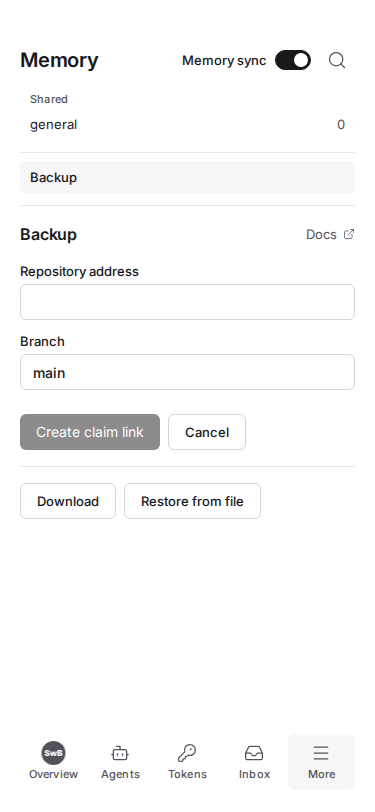 Memory
Memory sync
Shared
general 0
Backup
Backup
Docs
Repository address
Branch
main
Create claim link
Cancel
Download
Restore from file
SwB
Overview
Agents
Tokens
Inbox
More